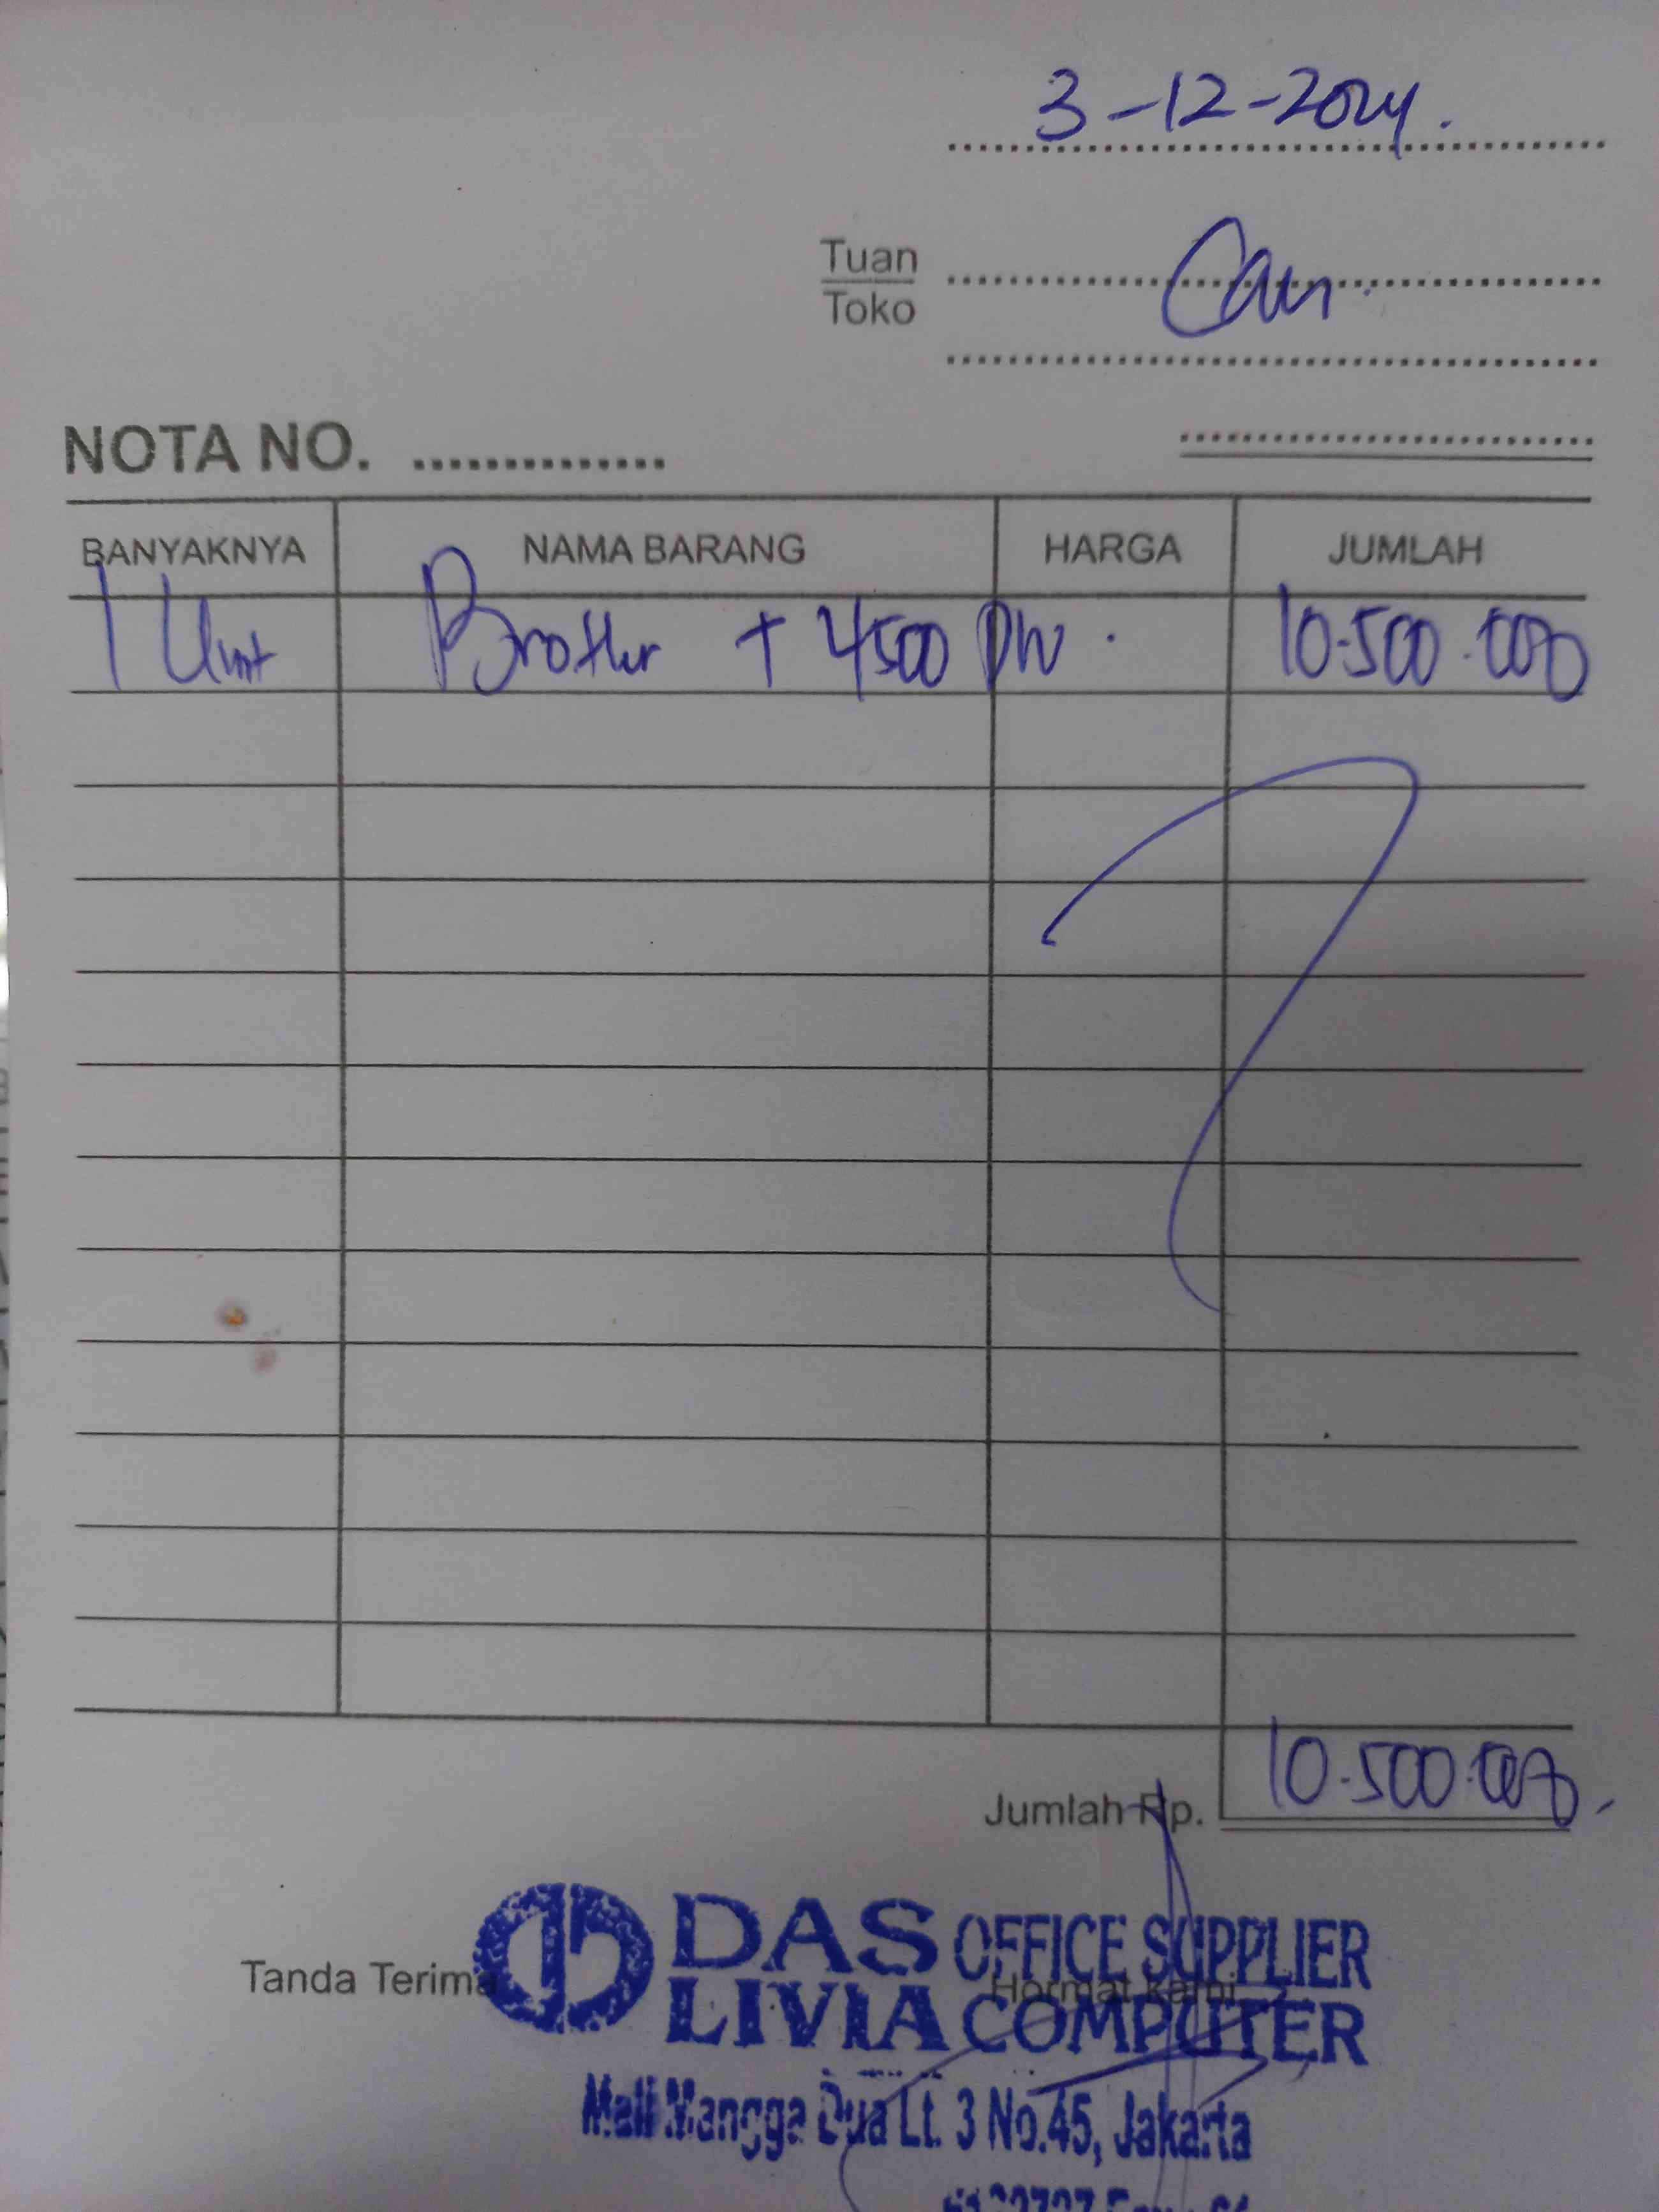 3-12-2024.
Tuan
Toko
NOTA NO. ..............
BANYAKNYA NAMA BARANG HARGA JUMLAH
1 Unit Brother T 4500 DW. 10.500.000
Jumlah Rp. 10.500.000,
Tanda Terima Hormat kami
DAS OFFICE SUPPLIER
LIVIA COMPUTER
Mall Mangga Dua Lt. 3 No.45, Jakarta